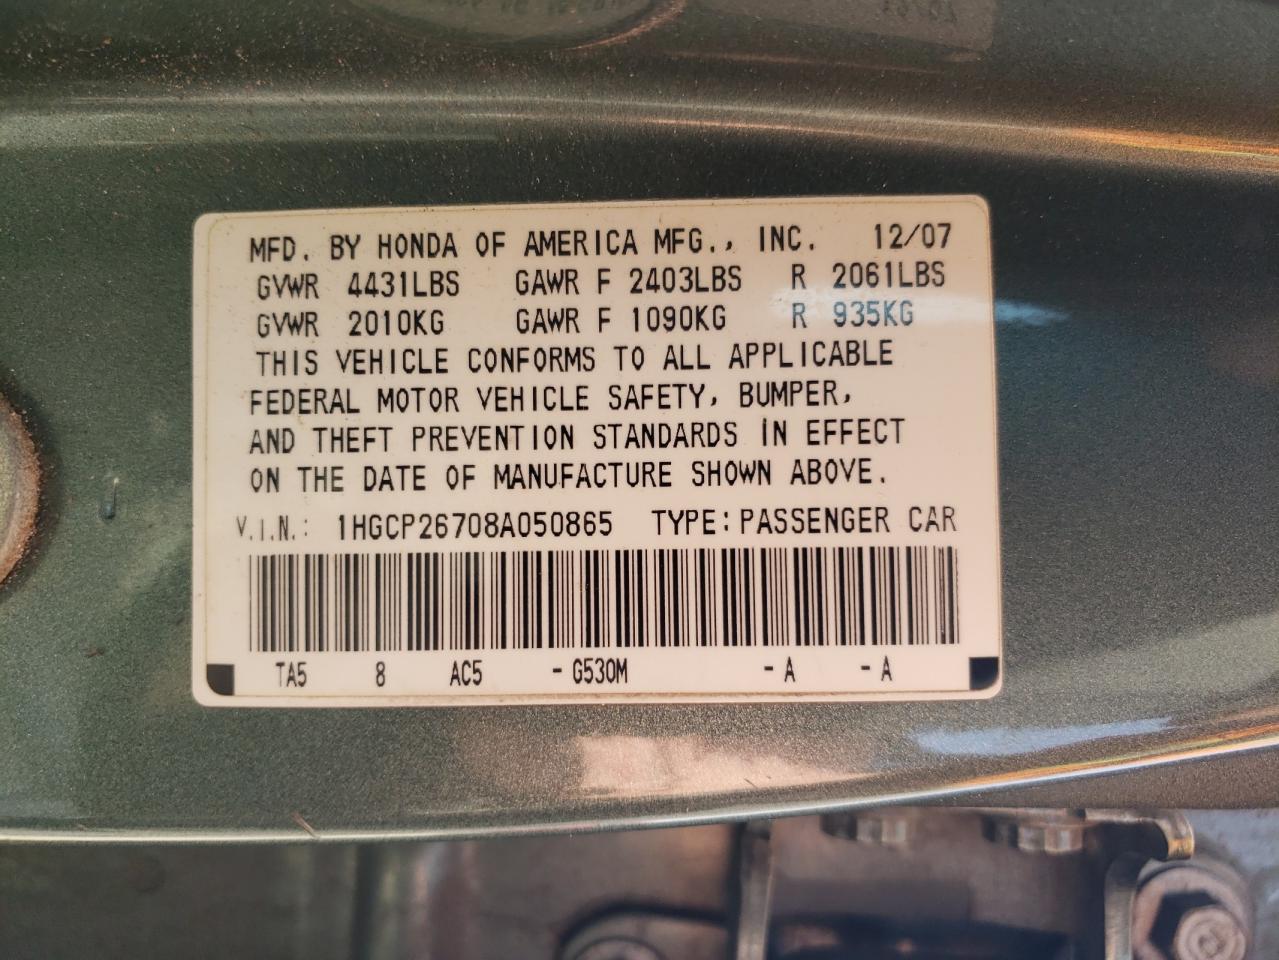 MFD. BY HONDA OF AMERICA MFG., INC. 12/07
GVWR 4431LBS GAWR F 2403LBS R 2061LBS
GVWR 2010KG GAWR F 1090KG R 935KG
THIS VEHICLE CONFORMS TO ALL APPLICABLE
FEDERAL MOTOR VEHICLE SAFETY, BUMPER,
AND THEFT PREVENTION STANDARDS IN EFFECT
ON THE DATE OF MANUFACTURE SHOWN ABOVE.
V.I.N.: 1HGCP26708A050865 TYPE: PASSENGER CAR
TA5 8 AC5 - G530M - A - A